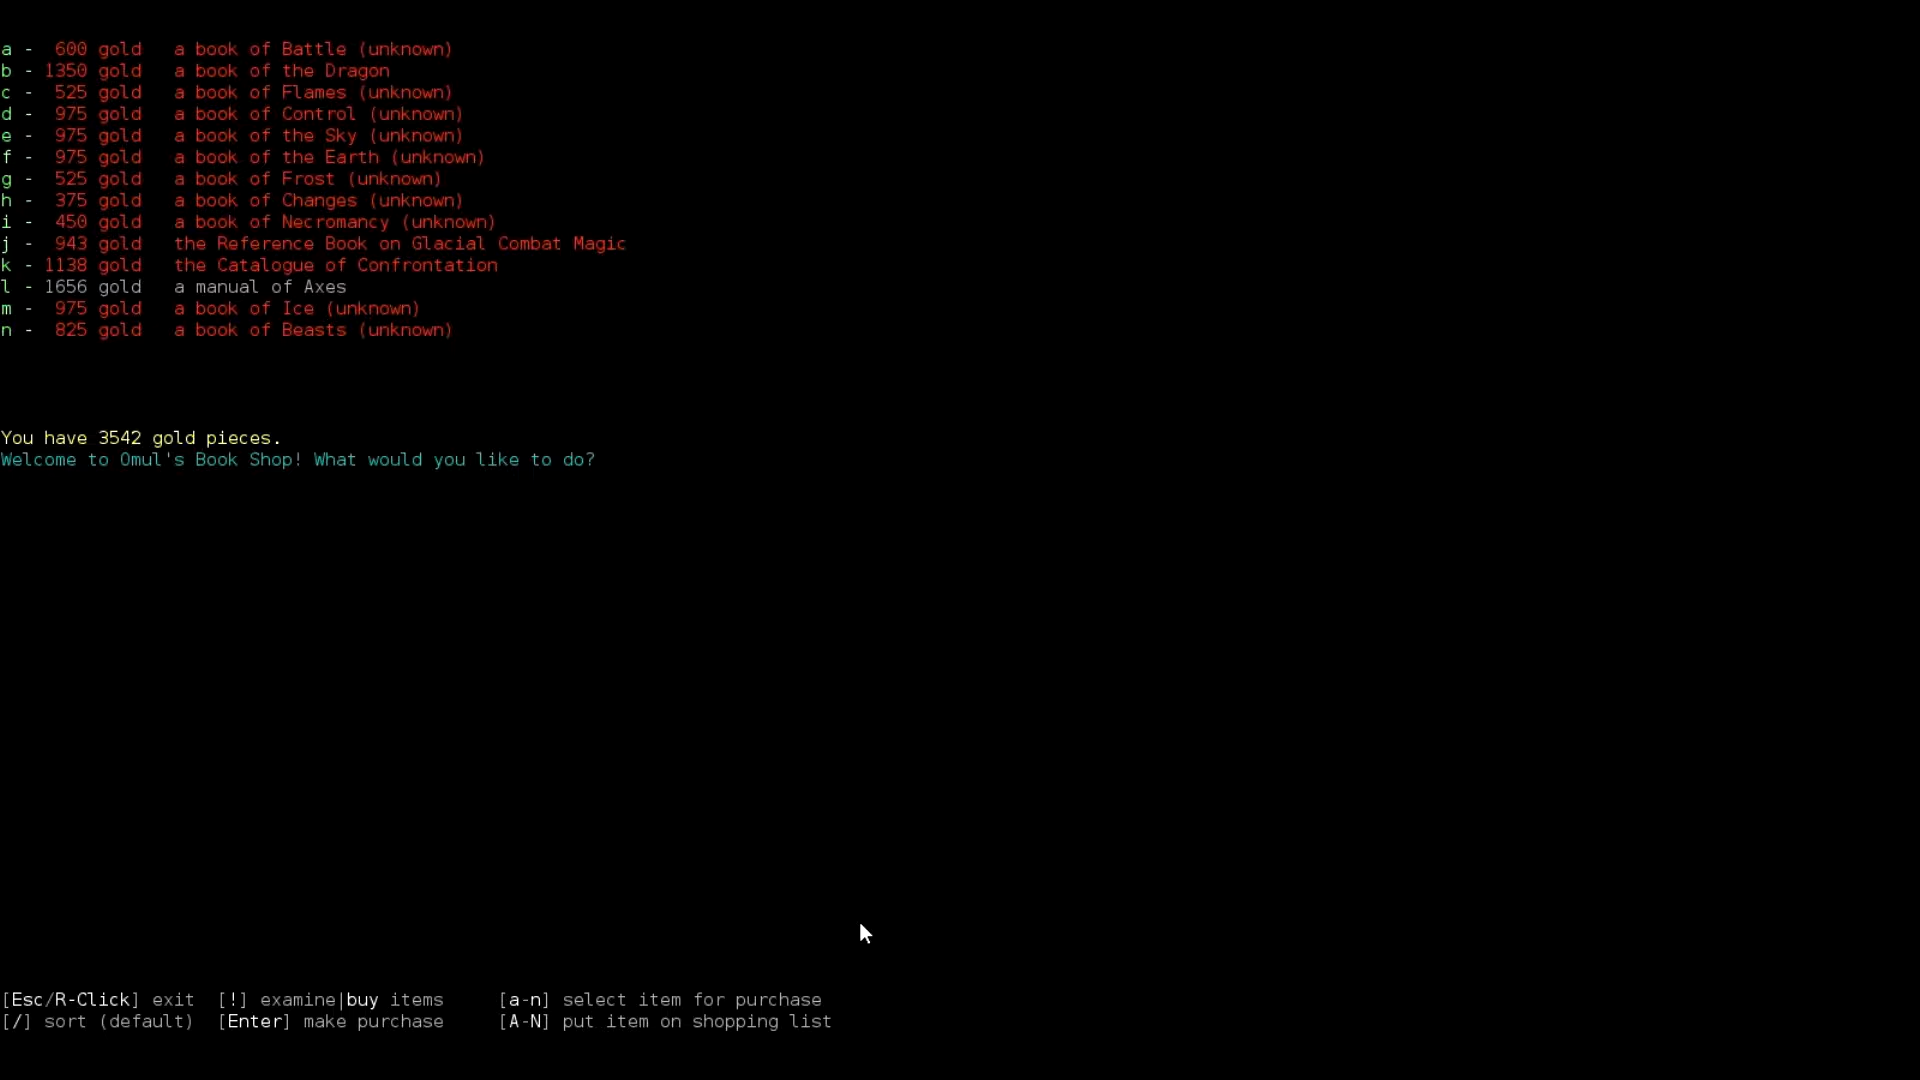 a -  600 gold   a book of Battle (unknown)
b - 1350 gold   a book of the Dragon
c -  525 gold   a book of Flames (unknown)
d -  975 gold   a book of Control (unknown)
e -  975 gold   a book of the Sky (unknown)
f -  975 gold   a book of the Earth (unknown)
g -  525 gold   a book of Frost (unknown)
h -  375 gold   a book of Changes (unknown)
i -  450 gold   a book of Necromancy (unknown)
j -  943 gold   the Reference Book on Glacial Combat Magic
k - 1138 gold   the Catalogue of Confrontation
l - 1656 gold   a manual of Axes
m -  975 gold   a book of Ice (unknown)
n -  825 gold   a book of Beasts (unknown)
You have 3542 gold pieces.
Welcome to Omul's Book Shop! What would you like to do?
[Esc/R-Click] exit  [!] examine|buy items     [a-n] select item for purchase
[/] sort (default)  [Enter] make purchase     [A-N] put item on shopping list